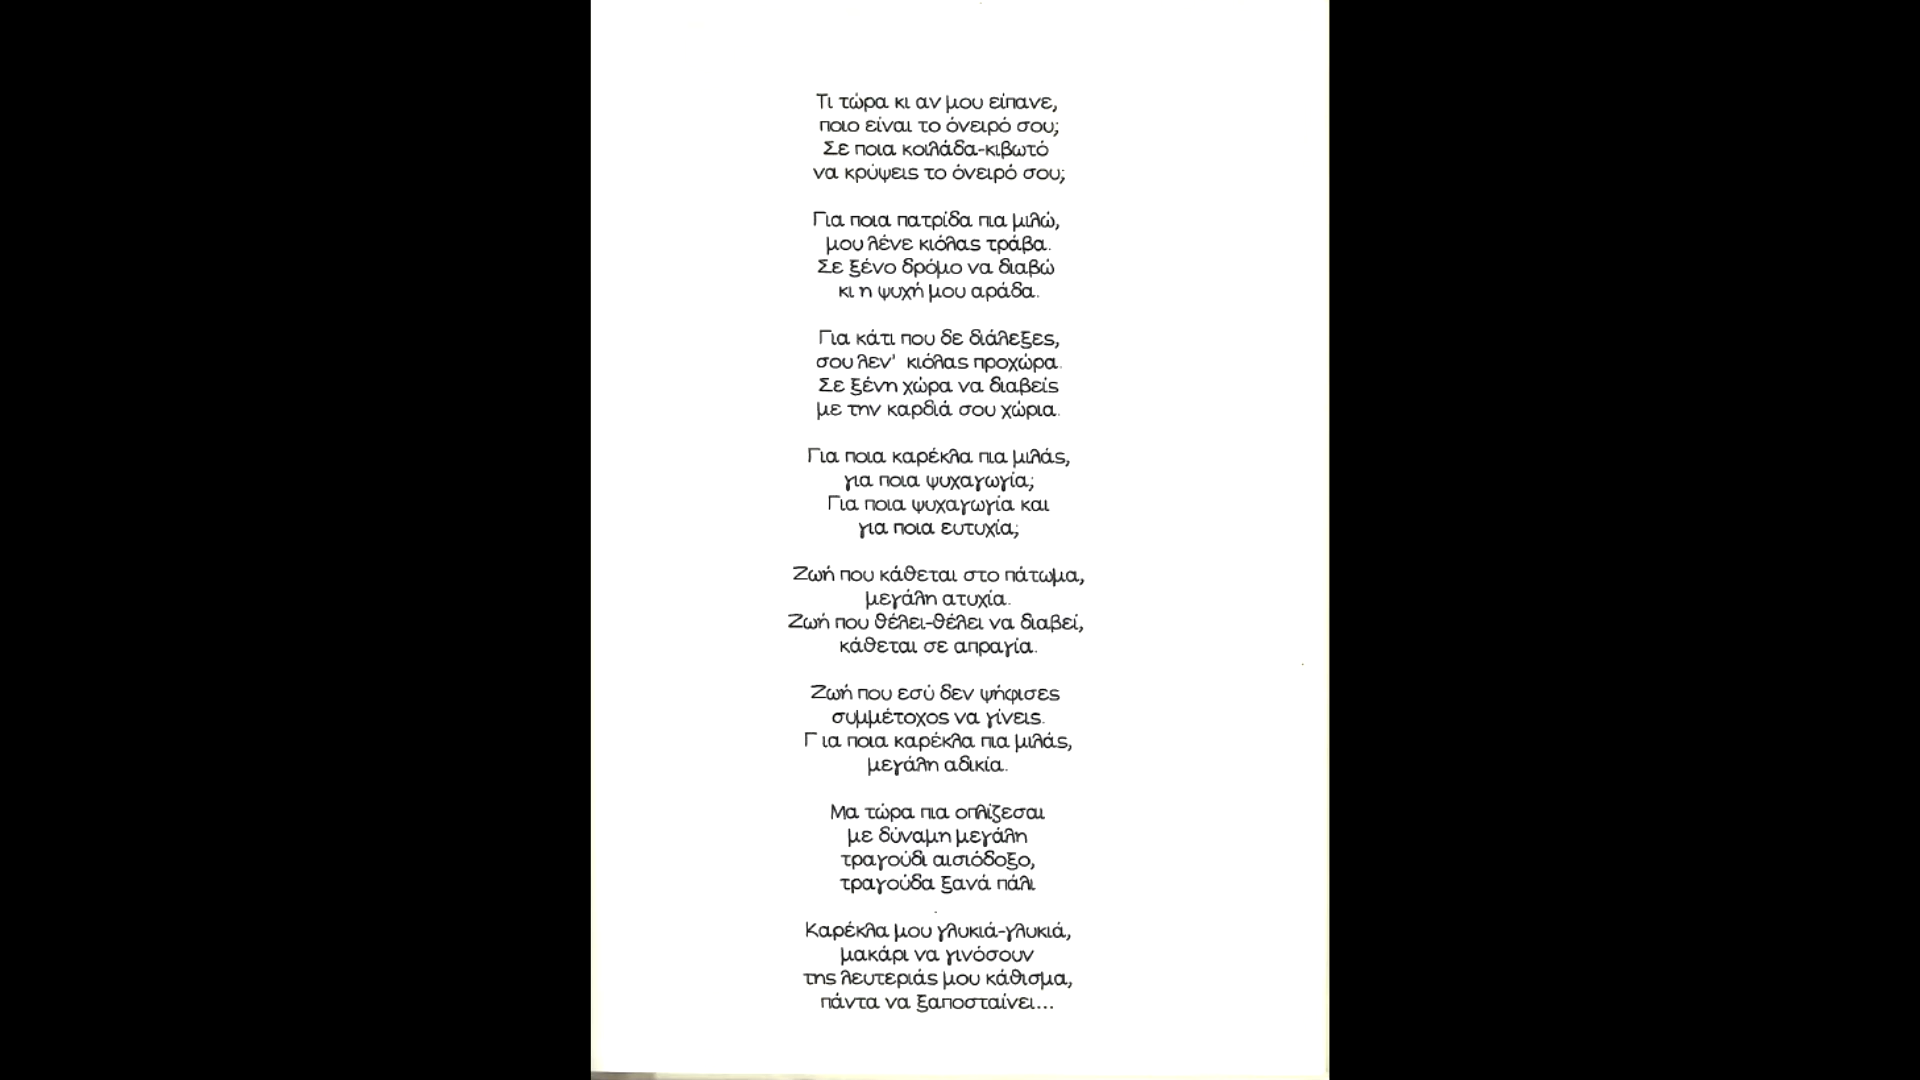 Τι τώρα κι αν μου είπανε,
ποιο είναι το όνειρό σου;
Σε ποια κοιλάδα-κιβωτό
να κρύψεις το όνειρό σου;
Για ποια πατρίδα πια μιλώ,
μου λένε κιόλας τράβα.
Σε ξένο δρόμο να διαβώ
κι η ψυχή μου αράδα.
Για κάτι που δε διάλεξες,
σου λεν' κιόλας προχώρα.
Σε ξένη χώρα να διαβείς
με την καρδιά σου χώρια.
Για ποια καρέκλα πια μιλάς,
για ποια ψυχαγωγία;
Για ποια ψυχαγωγία και
για ποια ευτυχία;
Ζωή που κάθεται στο πάτωμα,
μεγάλη ατυχία.
Ζωή που θέλει-θέλει να διαβεί,
κάθεται σε απραγία.
Ζωή που εσύ δεν ψήφισες
συμμέτοχος να γίνεις.
Γ ια ποια καρέκλα πια μιλάς,
μεγάλη αδικία.
Μα τώρα πια οπλίζεσαι
με δύναμη μεγάλη
τραγούδι αισιόδοξο,
τραγούδα ξανά πάλι
Καρέκλα μου γλυκιά-γλυκιά,
μακάρι να γινόσουν
της λευτεριάς μου κάθισμα,
πάντα να ξαποσταίνει...